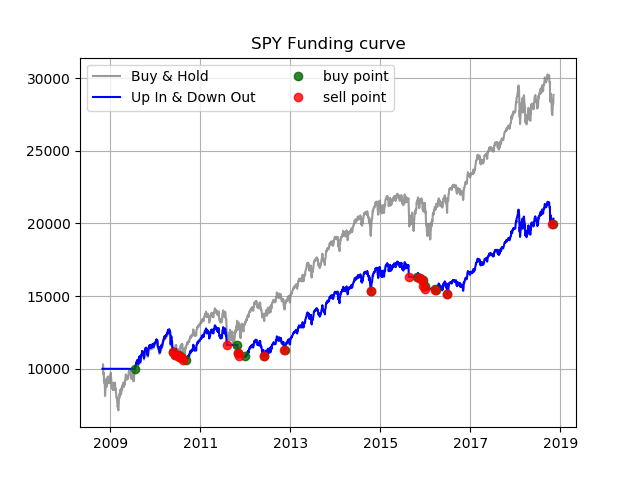 SPY Funding curve
Buy & Hold
Up In & Down Out
buy point
sell point
30000
25000
20000
15000
10000
2009 2011 2013 2015 2017 2019